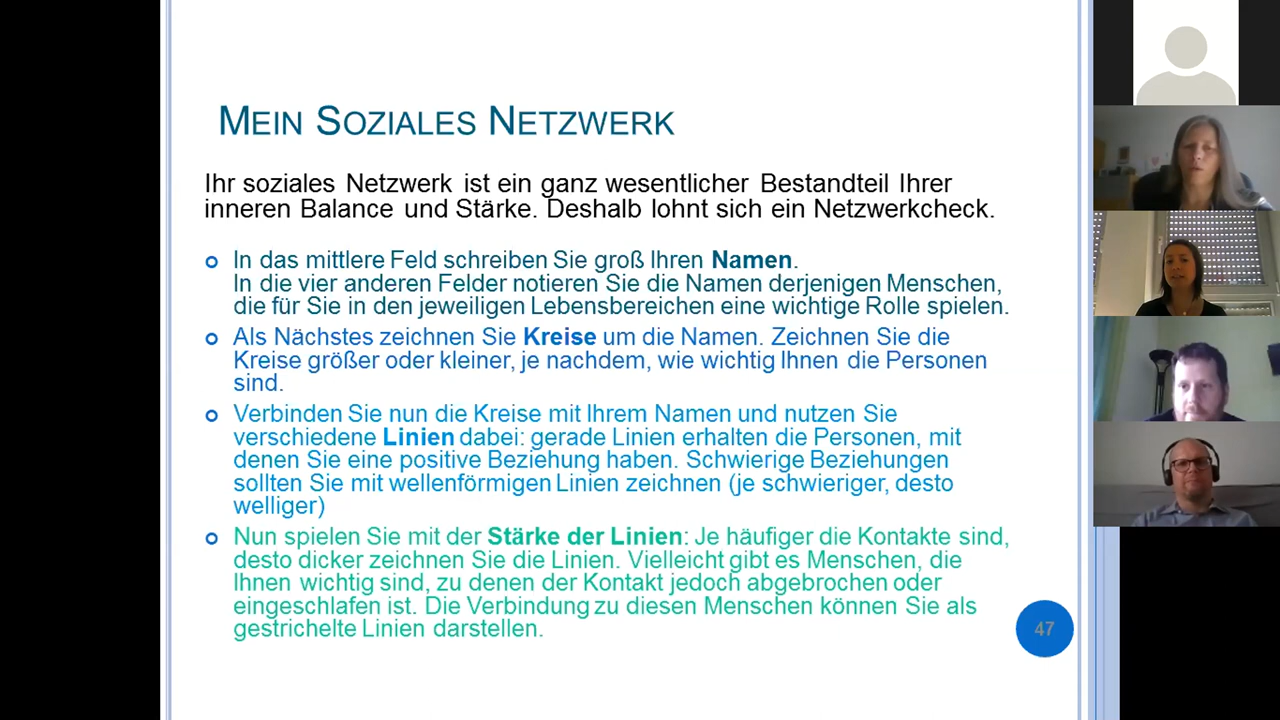 MEIN SOZIALES NETZWERK
Ihr soziales Netzwerk ist ein ganz wesentlicher Bestandteil Ihrer
inneren Balance und Stärke. Deshalb lohnt sich ein Netzwerkcheck.
In das mittlere Feld schreiben Sie groß Ihren Namen.
In die vier anderen Felder notieren Sie die Namen derjenigen Menschen,
die für Sie in den jeweiligen Lebensbereichen eine wichtige Rolle spielen.
Als Nächstes zeichnen Sie Kreise um die Namen. Zeichnen Sie die
Kreise größer oder kleiner, je nachdem, wie wichtig Ihnen die Personen
sind.
Verbinden Sie nun die Kreise mit Ihrem Namen und nutzen Sie
verschiedene Linien dabei: gerade Linien erhalten die Personen, mit
denen Sie eine positive Beziehung haben. Schwierige Beziehungen
sollten Sie mit wellenförmigen Linien zeichnen (je schwieriger, desto
welliger)
Nun spielen Sie mit der Stärke der Linien: Je häufiger die Kontakte sind,
desto dicker zeichnen Sie die Linien. Vielleicht gibt es Menschen, die
Ihnen wichtig sind, zu denen der Kontakt jedoch abgebrochen oder
eingeschlafen ist. Die Verbindung zu diesen Menschen können Sie als
gestrichelte Linien darstellen.
47